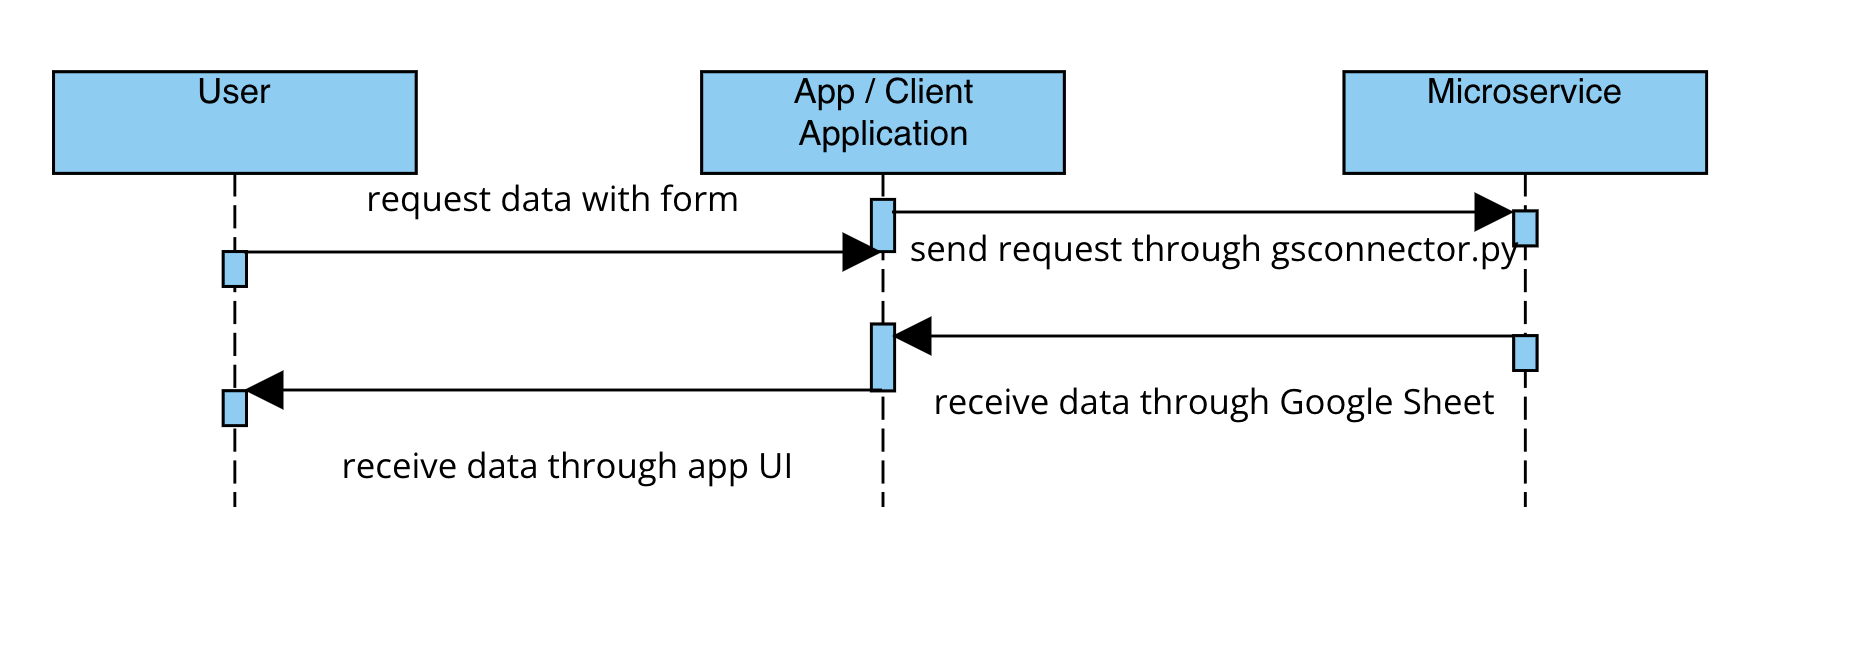 User
App / Client
Application
Microservice
request data with form
send request through gsconnector.py
receive data through Google Sheet
receive data through app UI